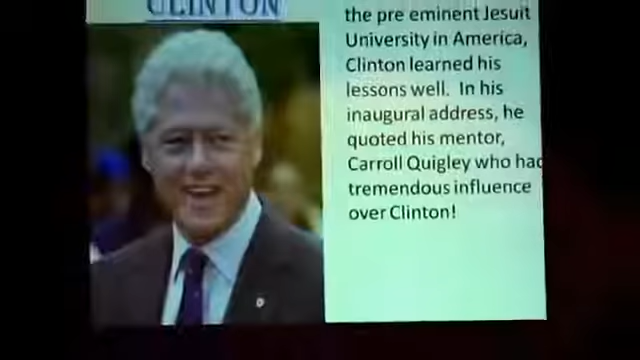 CLINTON
the pre eminent Jesuit
University in America,
Clinton learned his
lessons well.  In his
inaugural address, he
quoted his mentor,
Carroll Quigley who had
tremendous influence
over Clinton!